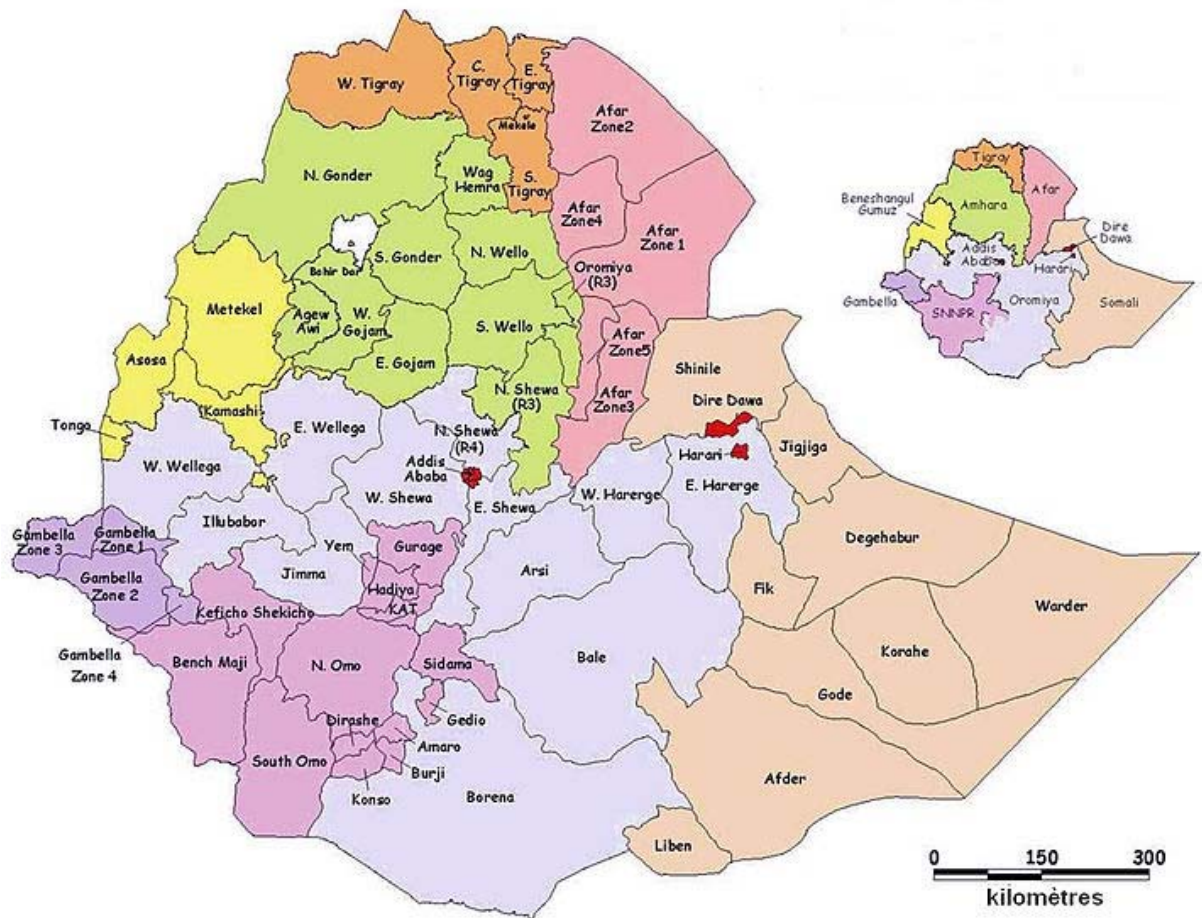 W. Tigray
C.
Tigray
E.
Tigray
Mekele
S.
Tigray
Afar
Zone2
N. Gonder
Wag
Hemra
Afar
Zone4
Afar
Zone 1
Bahir Dar
S. Gonder
N. Wello
Oromiya
(R3)
Metekel
Agew
Awi
W.
Gojam
S. Wello
Afar
Zone5
Asosa
E. Gojam
N. Shewa
(R3)
Afar
Zone3
Shinile
Dire Dawa
Kamashi
Tongo
E. Wellega
N. Shewa
(R4)
Jigjiga
W. Wellega
Addis
Ababa
Harari
W. Shewa
E. Shewa
W. Harerge
E. Harerge
Illubabor
Gambella
Zone 3
Gambella
Zone 1
Yem
Gurage
Degehabur
Gambella
Zone 2
Jimma
Arsi
Hadiya
Fik
KAT
Keficho Shekicho
Warder
Gambella
Zone 4
Bench Maji
N. Omo
Sidama
Bale
Korahe
Gode
Gedio
Dirashe
Amaro
South Omo
Burji
Konso
Borena
Afder
Liben
Tigray
Afar
Beneshangul
Gumuz
Amhara
Dire
Dawa
Addis
Ababa
Harari
Gambella
Oromiya
Somali
SNNPR
0 150 300
kilomètres